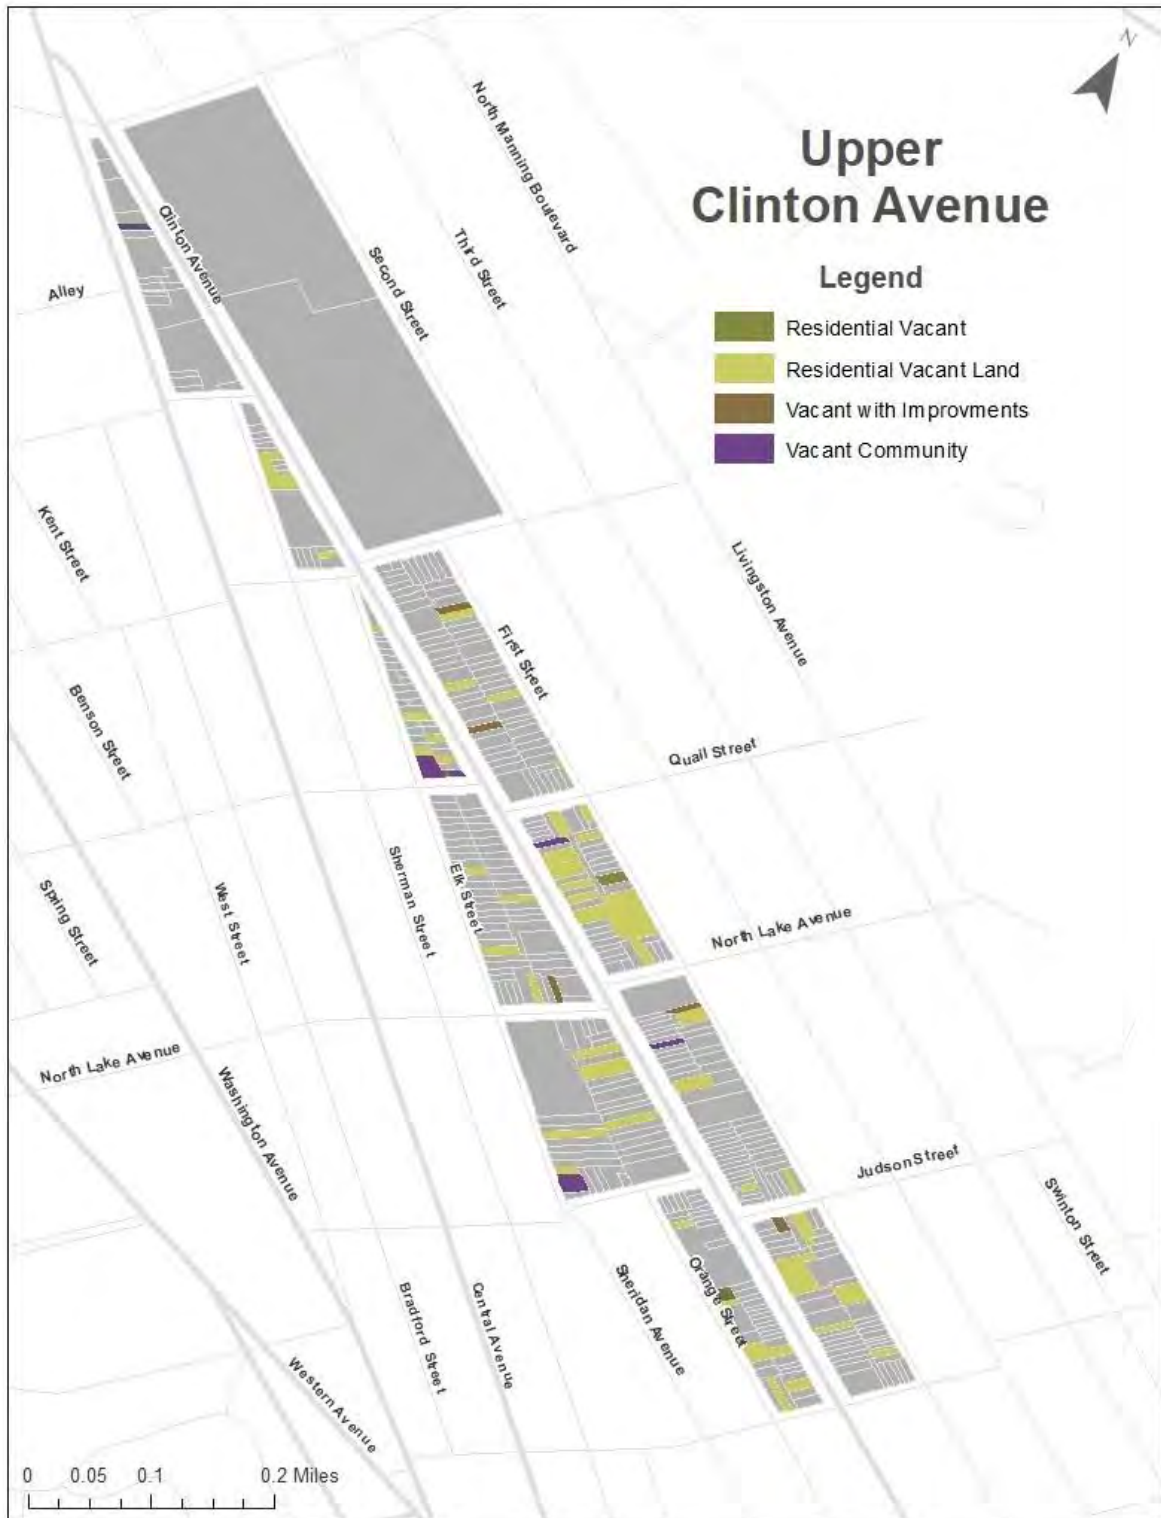 N
Upper
Clinton Avenue
Legend
Residential Vacant
Residential Vacant Land
Vacant with Improvments
Vacant Community
North Manning Boulevard
Third Street
Second Street
Clinton Avenue
Alley
Kent Street
Livingston Avenue
First Street
Benson Street
Quail Street
Spring Street
West Street
Sherman Street
Elk Street
North Lake Avenue
North Lake Avenue
Washington Avenue
Judson Street
Swinton Street
Orange Street
Sheridan Avenue
Central Avenue
Bradford Street
Western Avenue
0 0.05 0.1 0.2 Miles